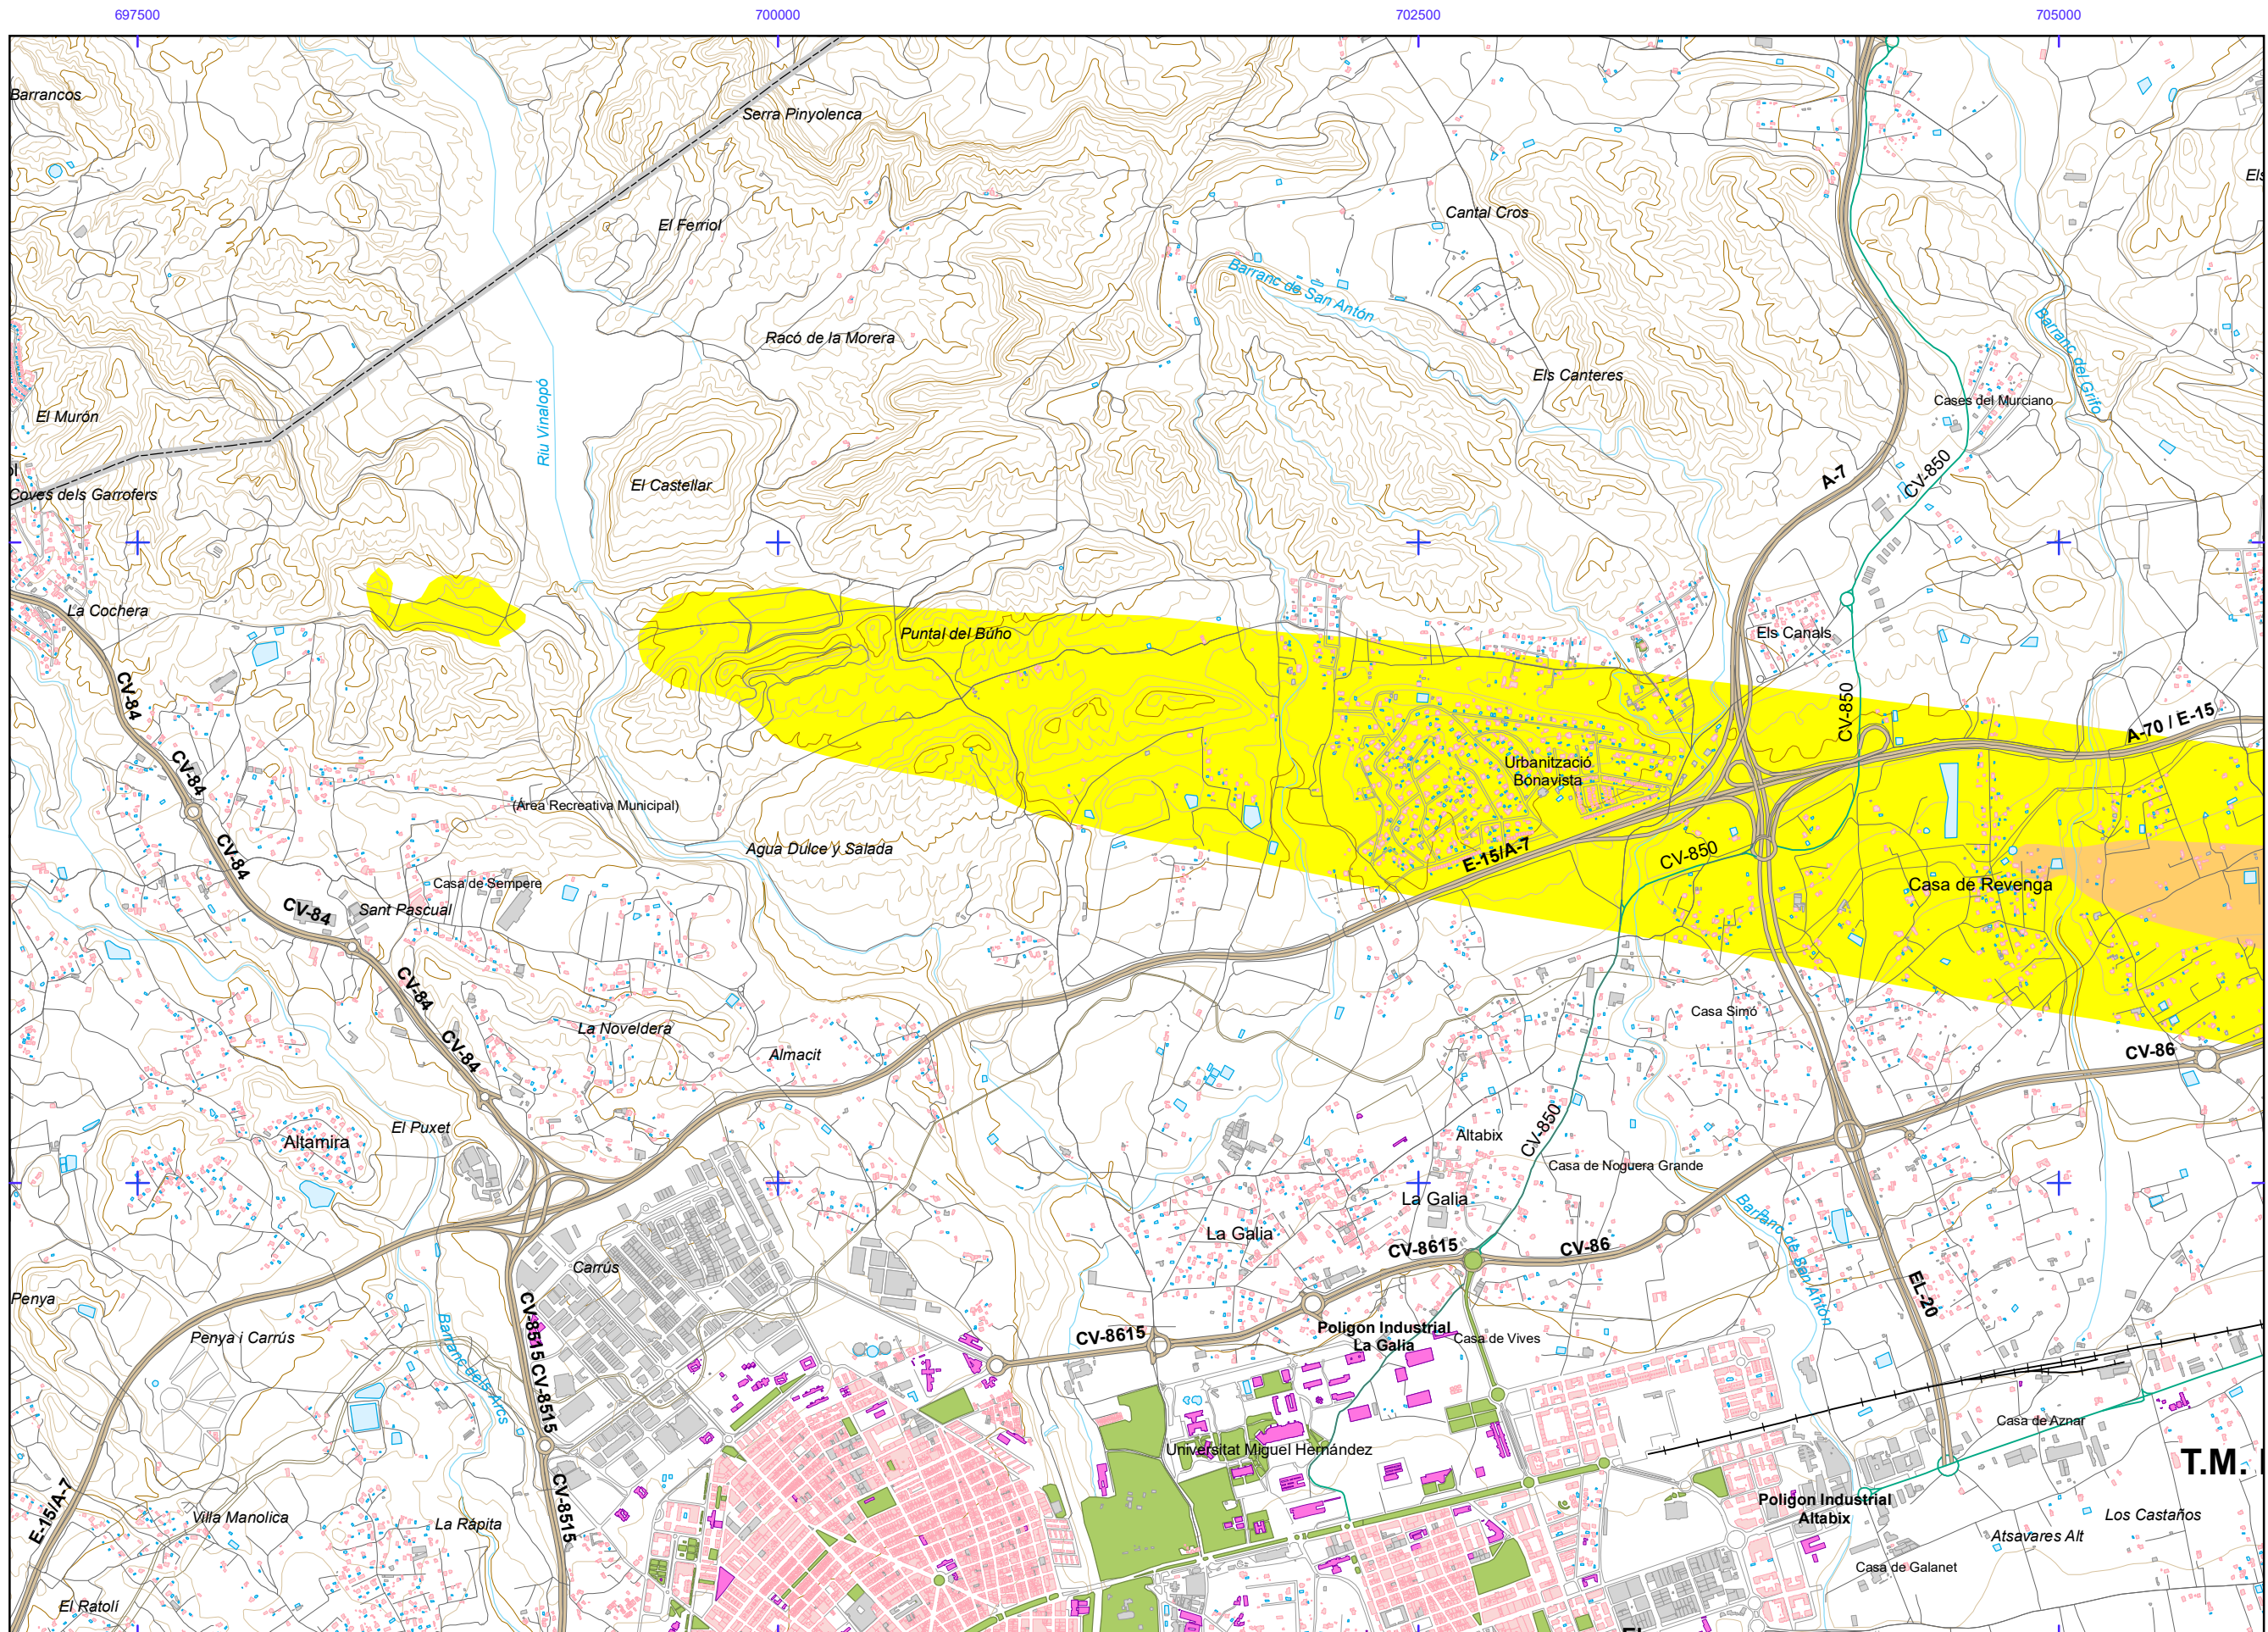 697500
700000
702500
705000
Barrancos
Serra Pinyolenca
El Ferriol
Cantal Cros
Els
Barranc de San Antón
Racó de la Morera
Barranc del Grifo
Els Canteres
Cases del Murciano
El Murón
Riu Vinalopó
El Castellar
A-7
CV-850
Coves dels Garrofers
La Cochera
Puntal del Búho
Els Canals
CV-84
CV-850
A-70 / E-15
CV-84
Urbanització
Bonavista
(Área Recreativa Municipal)
CV-84
Agua Dulce y Salada
E-15/A-7
CV-850
Casa de Sempere
Casa de Revenga
CV-84
Sant Pascual
CV-84
La Noveldera
Casa Simó
CV-84
Almacit
CV-86
El Puxet
Altamira
Altabix
CV-850
Casa de Noguera Grande
La Galia
La Galia
Barranc de San Antón
CV-8615
CV-86
Carrús
Penya
EL-20
Penya i Carrús
CV-8515
CV-8615
Poligon Industrial
La Galia
Casa de Vives
Barranc dels Arcs
CV-8515
Universitat Miguel Hernández
Casa de Aznar
T.M.
E-15/A-7
CV-8515
Villa Manolica
La Rápita
Poligon Industrial
Altabix
Los Castaños
Atsavares Alt
Casa de Galanet
El Ratolí